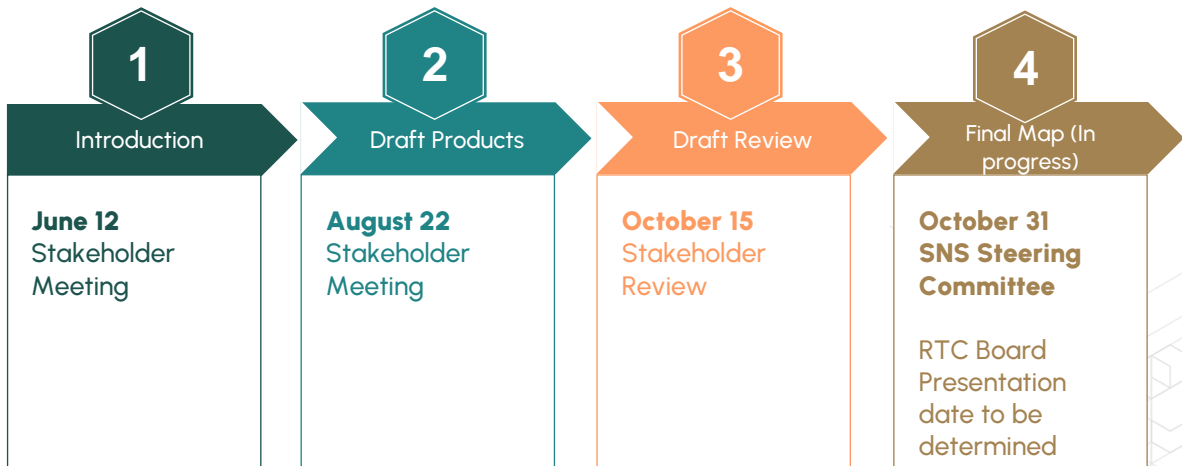 1
Introduction
June 12
Stakeholder
Meeting
2
Draft Products
August 22
Stakeholder
Meeting
3
Draft Review
October 15
Stakeholder
Review
4
Final Map (In
progress)
October 31
SNS Steering
Committee
RTC Board
Presentation
date to be
determined